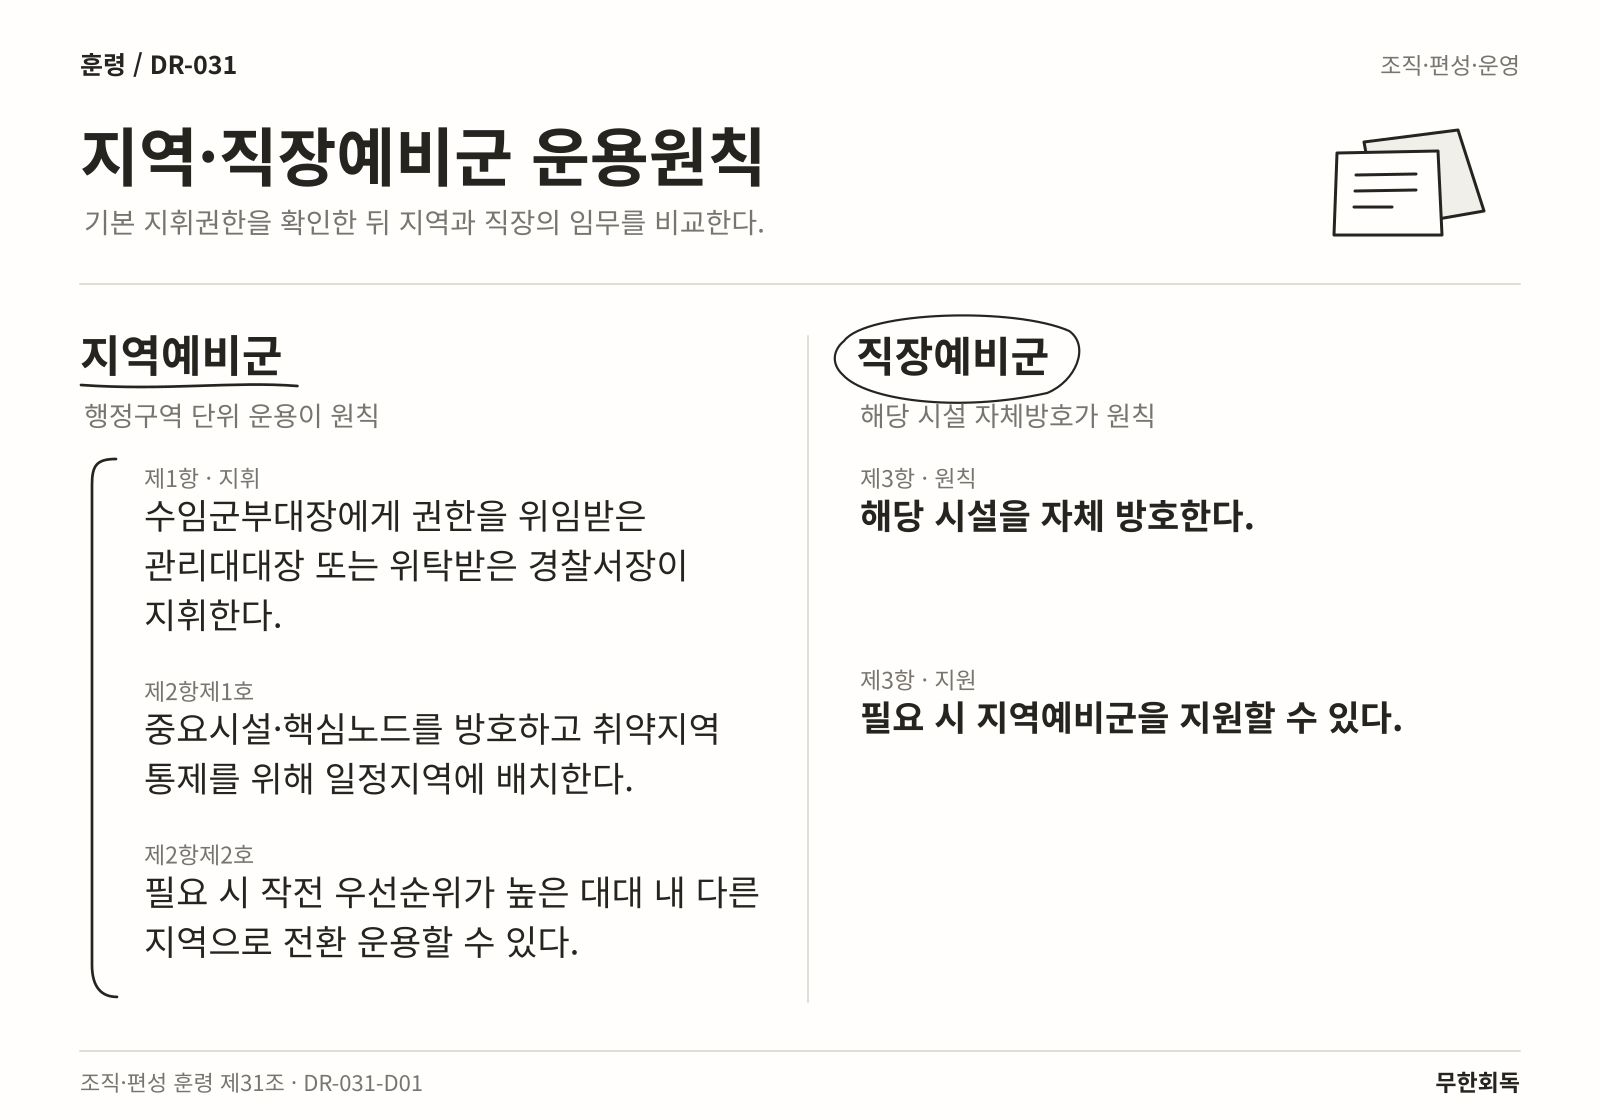 훈령 / DR-031
조직·편성·운영
지역·직장예비군 운용원칙
기본 지휘권한을 확인한 뒤 지역과 직장의 임무를 비교한다.
지역예비군
행정구역 단위 운용이 원칙
제1항 · 지휘
수임군부대장에게 권한을 위임받은
관리대대장 또는 위탁받은 경찰서장이
지휘한다.
제2항제1호
중요시설·핵심노드를 방호하고 취약지역
통제를 위해 일정지역에 배치한다.
제2항제2호
필요 시 작전 우선순위가 높은 대대 내 다른
지역으로 전환 운용할 수 있다.
직장예비군
해당 시설 자체방호가 원칙
제3항 · 원칙
해당 시설을 자체 방호한다.
제3항 · 지원
필요 시 지역예비군을 지원할 수 있다.
조직·편성 훈령 제31조 · DR-031-D01
무한회독